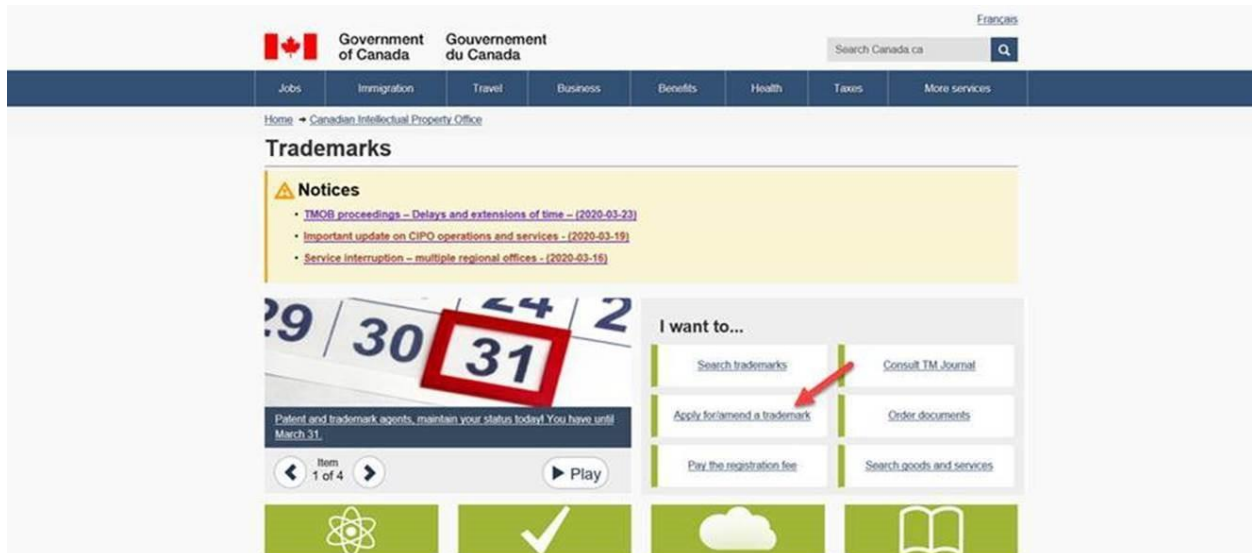 Français
Government of Canada
Gouvernement du Canada
Search Canada.ca
Jobs Immigration Travel Business Benefits Health Taxes More services
Home → Canadian Intellectual Property Office
Trademarks
Notices
• TMOB proceedings – Delays and extensions of time – (2020-03-23)
• Important update on CIPO operations and services - (2020-03-19)
• Service interruption – multiple regional offices - (2020-03-16)
29 30 31 24 2
Patent and trademark agents, maintain your status today! You have until
March 31.
Item
1 of 4
Play
I want to...
Search trademarks
Consult TM Journal
Apply for/amend a trademark
Order documents
Pay the registration fee
Search goods and services